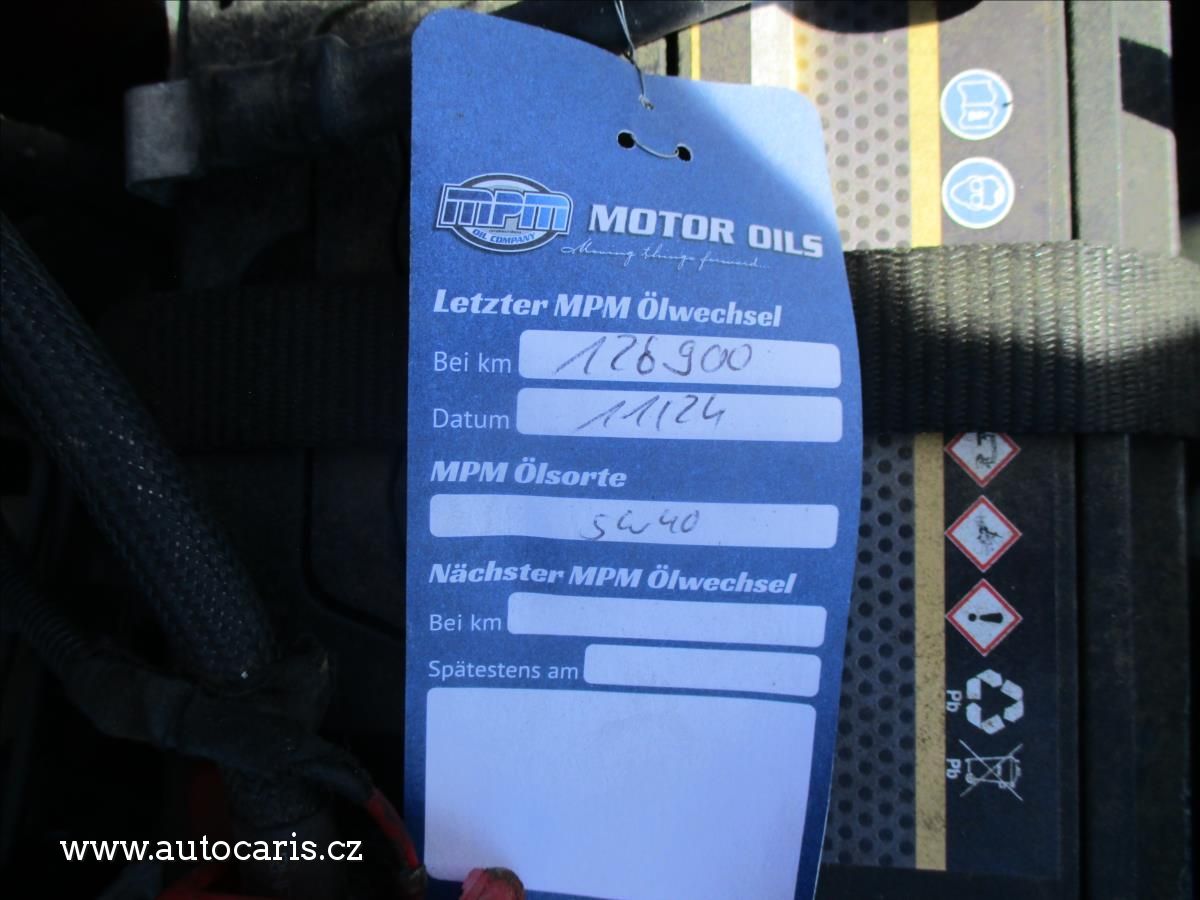 MPM
INTERNATIONAL
OIL COMPANY
MOTOR OILS
Moving things forward...
Letzter MPM Ölwechsel
Bei km 126900
Datum 11/24
MPM Ölsorte
5w40
Nächster MPM Ölwechsel
Bei km
Spätestens am
Pb
Pb
www.autocaris.cz